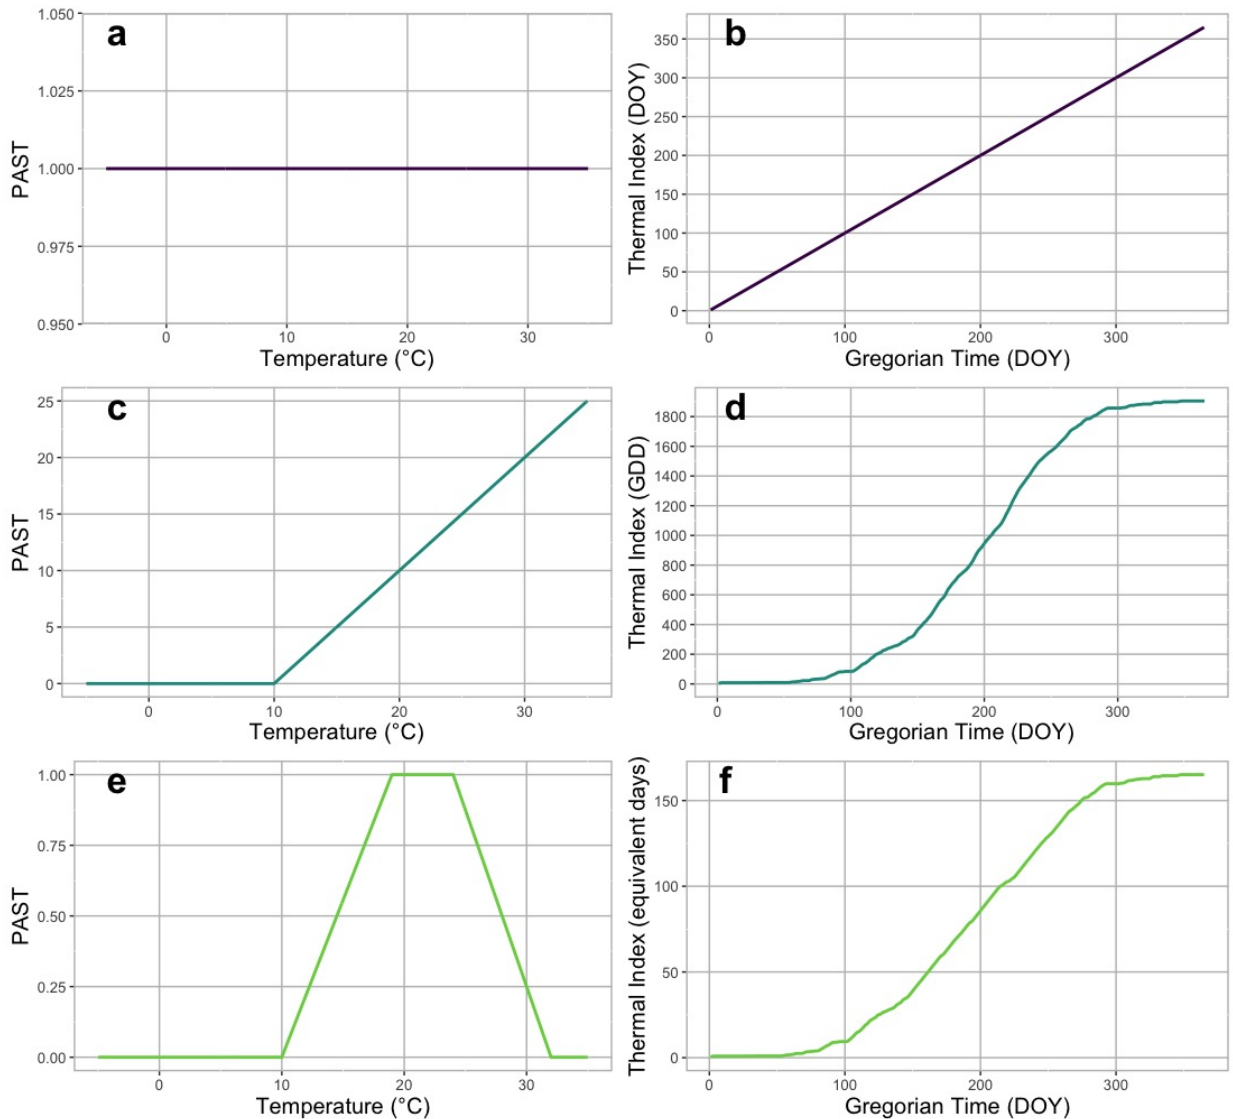 a
1.050
1.025
1.000
0.975
0.950
PAST
0 10 20 30
Temperature (°C)
b
350
300
250
200
150
100
50
0
Thermal Index (DOY)
0 100 200 300
Gregorian Time (DOY)
c
25
20
15
10
5
0
PAST
0 10 20 30
Temperature (°C)
d
1800
1600
1400
1200
1000
800
600
400
200
0
Thermal Index (GDD)
0 100 200 300
Gregorian Time (DOY)
e
1.00
0.75
0.50
0.25
0.00
PAST
0 10 20 30
Temperature (°C)
f
150
100
50
0
Thermal Index (equivalent days)
0 100 200 300
Gregorian Time (DOY)